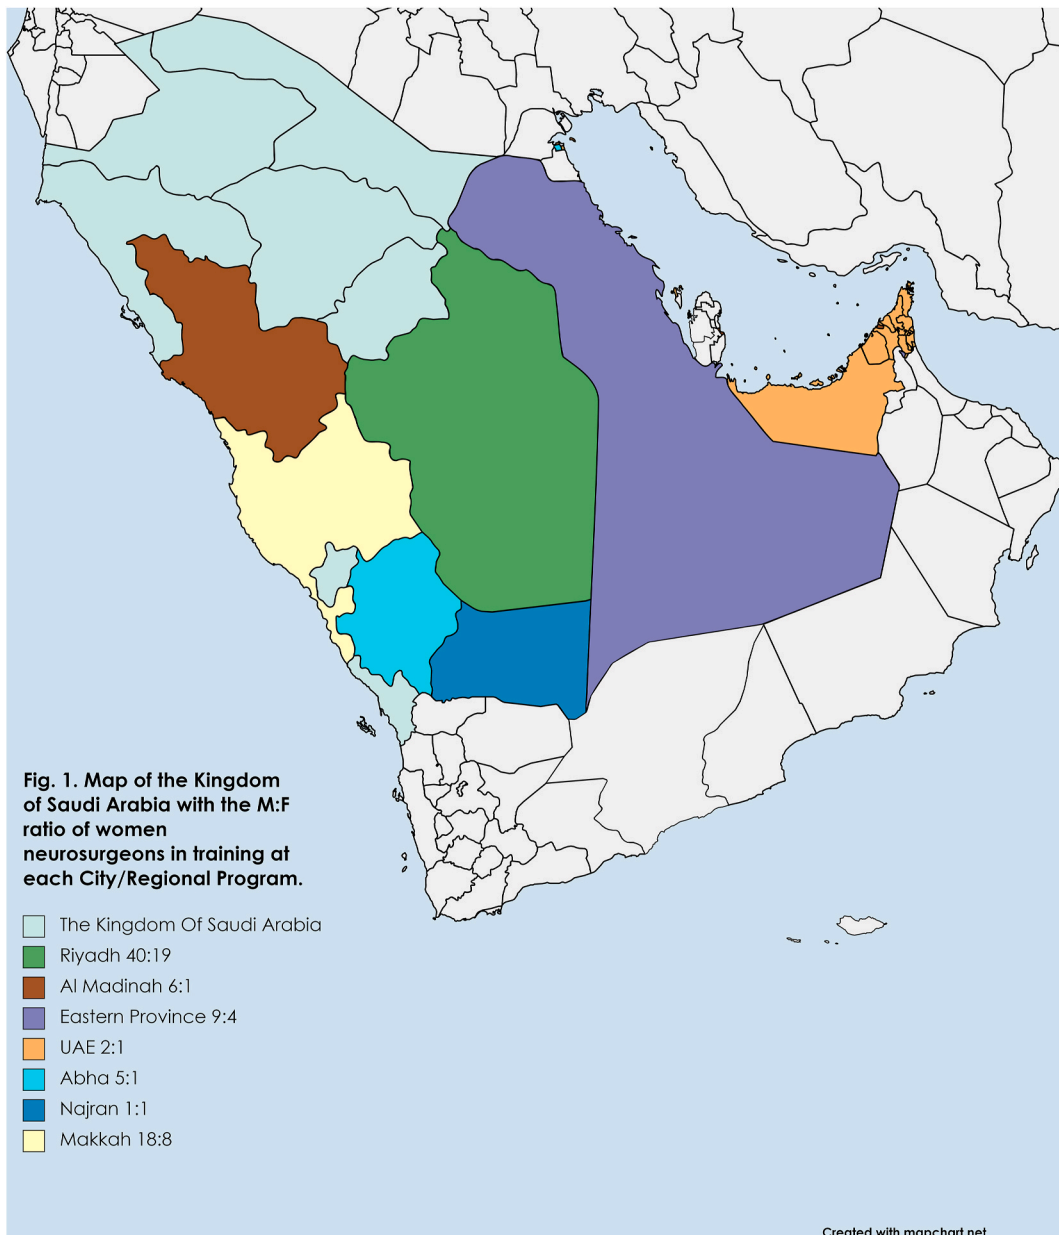 Fig. 1. Map of the Kingdom
of Saudi Arabia with the M:F
ratio of women
neurosurgeons in training at
each City/Regional Program.
The Kingdom Of Saudi Arabia
Riyadh 40:19
Al Madinah 6:1
Eastern Province 9:4
UAE 2:1
Abha 5:1
Najran 1:1
Makkah 18:8
Created with mapchart.net